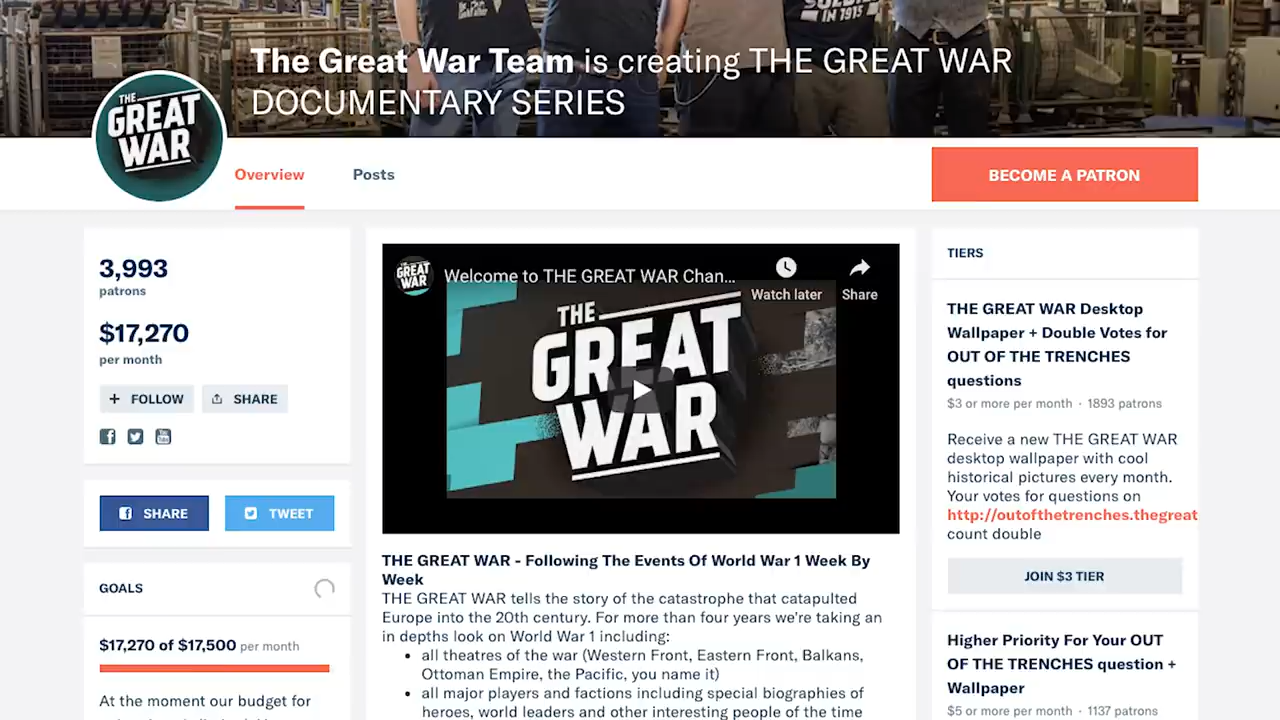 SOLDIER
IN 1915
The Great War Team is creating THE GREAT WAR
DOCUMENTARY SERIES
THE
GREAT
WAR
Overview
Posts
BECOME A PATRON
3,993
patrons
$17,270
per month
FOLLOW
SHARE
SHARE
TWEET
GOALS
$17,270 of $17,500 per month
At the moment our budget for
THE
GREAT
WAR
Welcome to THE GREAT WAR Chan...
Watch later
Share
THE
GREAT
WAR
THE GREAT WAR - Following The Events Of World War 1 Week By
Week
THE GREAT WAR tells the story of the catastrophe that catapulted
Europe into the 20th century. For more than four years we're taking an
in depths look on World War 1 including:
• all theatres of the war (Western Front, Eastern Front, Balkans,
Ottoman Empire, the Pacific, you name it)
• all major players and factions including special biographies of
heroes, world leaders and other interesting people of the time
TIERS
THE GREAT WAR Desktop
Wallpaper + Double Votes for
OUT OF THE TRENCHES
questions
$3 or more per month · 1893 patrons
Receive a new THE GREAT WAR
desktop wallpaper with cool
historical pictures every month.
Your votes for questions on
http://outofthetrenches.thegreat
count double
JOIN $3 TIER
Higher Priority For Your OUT
OF THE TRENCHES question +
Wallpaper
$5 or more per month · 1137 patrons